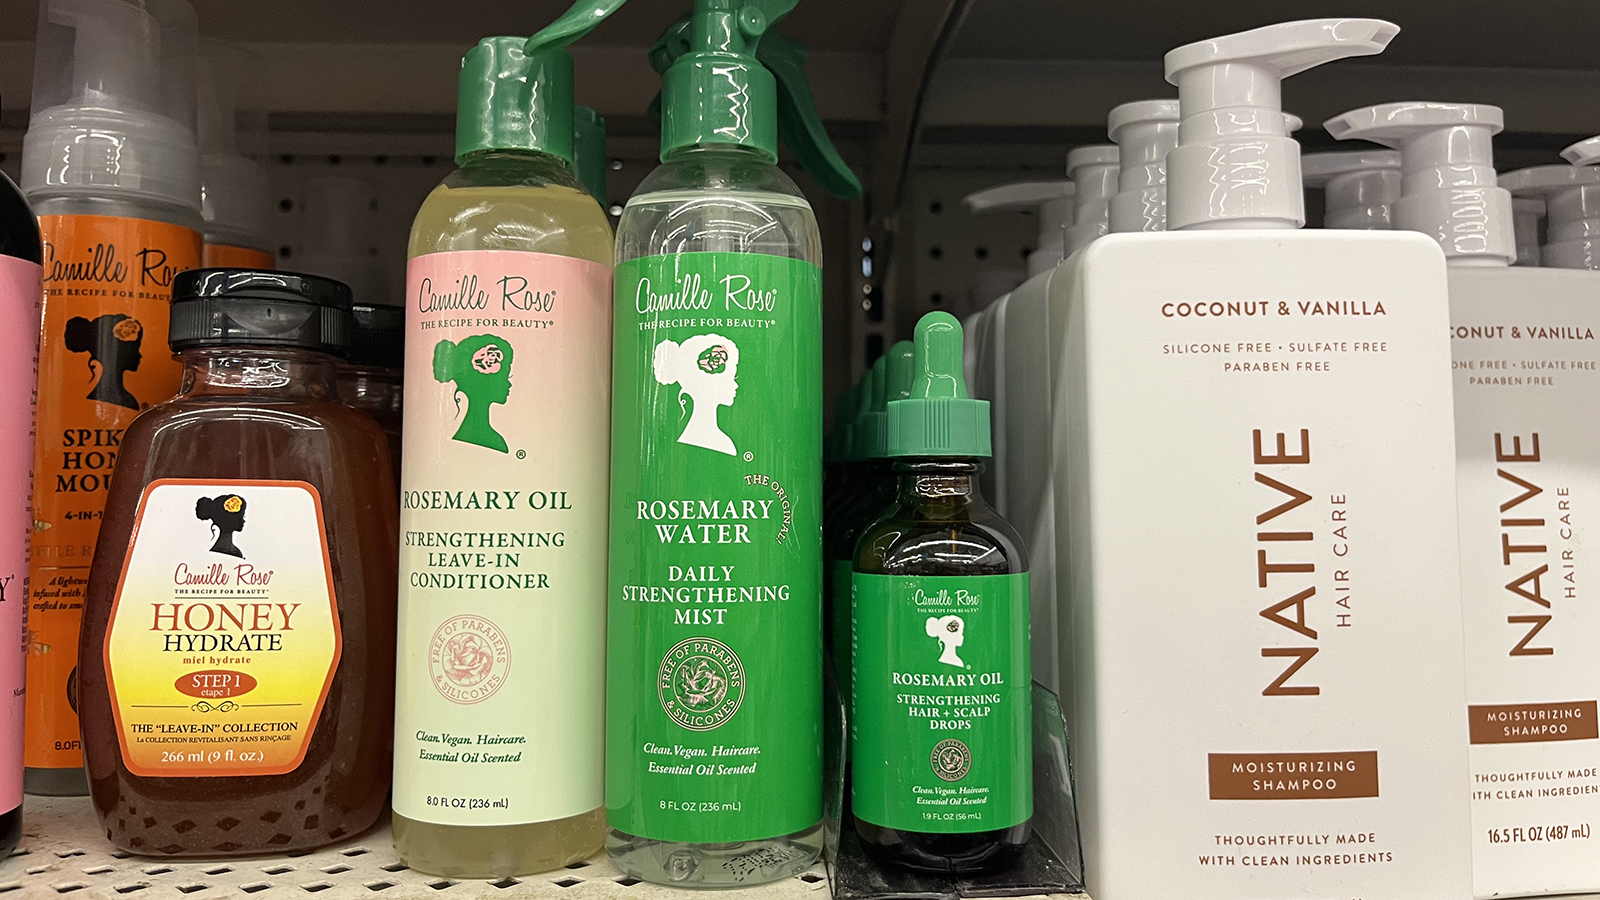 Camille Rose
THE RECIPE FOR BEAUTY
4-IN-1
8.0FL
Camille Rose®
THE RECIPE FOR BEAUTY®
HONEY
HYDRATE
miel hydrate
STEP 1
etape 1
THE "LEAVE-IN" COLLECTION
La COLLECTION REVITALISANT SANS RINÇAGE
266 ml (9 fl. oz.)
Camille Rose®
THE RECIPE FOR BEAUTY®
®
ROSEMARY OIL
STRENGTHENING
LEAVE-IN
CONDITIONER
FREE OF PARABENS
& SILICONES
Clean. Vegan. Haircare.
Essential Oil Scented
8.0 FL OZ (236 mL)
Camille Rose®
THE RECIPE FOR BEAUTY®
®
THE ORIGINAL!
ROSEMARY
WATER
DAILY
STRENGTHENING
MIST
FREE OF PARABENS
& SILICONES
Clean. Vegan. Haircare.
Essential Oil Scented
8 FL OZ (236 mL)
Camille Rose®
THE RECIPE FOR BEAUTY®
ROSEMARY OIL
STRENGTHENING
HAIR + SCALP
DROPS
FREE OF PARABENS
& SILICONES
Clean. Vegan. Haircare.
Essential Oil Scented
1.9 FL OZ (56 mL)
COCONUT & VANILLA
SILICONE FREE • SULFATE FREE
PARABEN FREE
NATIVE
HAIR CARE
MOISTURIZING
SHAMPOO
THOUGHTFULLY MADE
WITH CLEAN INGREDIENTS
CONUT & VANILLA
ONE FREE • SULFATE FREE
PARABEN FREE
NATIVE
HAIR CARE
MOISTURIZING
SHAMPOO
THOUGHTFULLY MADE
ITH CLEAN INGREDIEN
16.5 FL OZ (487 mL)